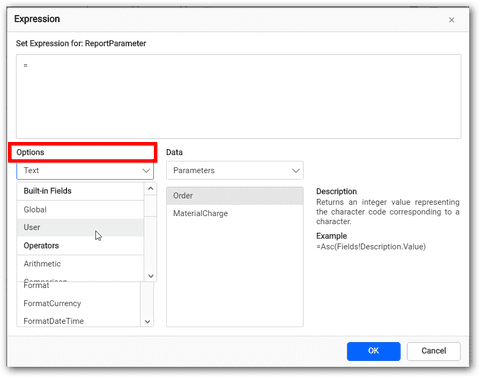 Expression
Set Expression for: ReportParameter
=
Options
Data
Text
Parameters
Built-in Fields
Global
User
Operators
Arithmetic
Comparison
Format
FormatCurrency
FormatDateTime
Order
MaterialCharge
Description
Returns an integer value representing
the character code corresponding to a
character.
Example
=Asc(Fields!Description.Value)
OK
Cancel